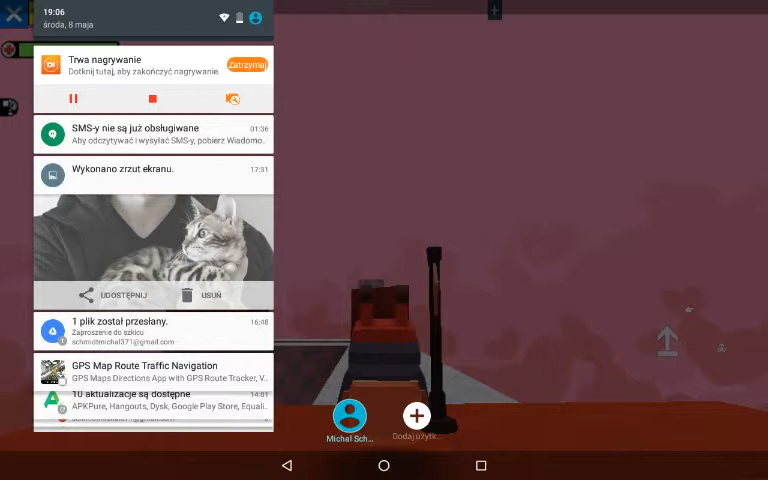 19:06
środa, 8 maja
Trwa nagrywanie
Dotknij tutaj, aby zakończyć nagrywanie.
Zatrzymaj
SMS-y nie są już obsługiwane
01:36
Aby odczytywać i wysyłać SMS-y, pobierz Wiadomo..
Wykonano zrzut ekranu.
17:31
UDOSTĘPNIJ
USUŃ
1 plik został przesłany.
16:48
Zaproszenie do szkicu
schmidtmichal371@gmail.com
GPS Map Route Traffic Navigation
GPS Maps Directions App with GPS Route Tracker, V..
10 aktualizacje są dostępne
14:01
APKPure, Hangouts, Dysk, Google Play Store, Equali..
Michal Sch...
Dodaj użytk...